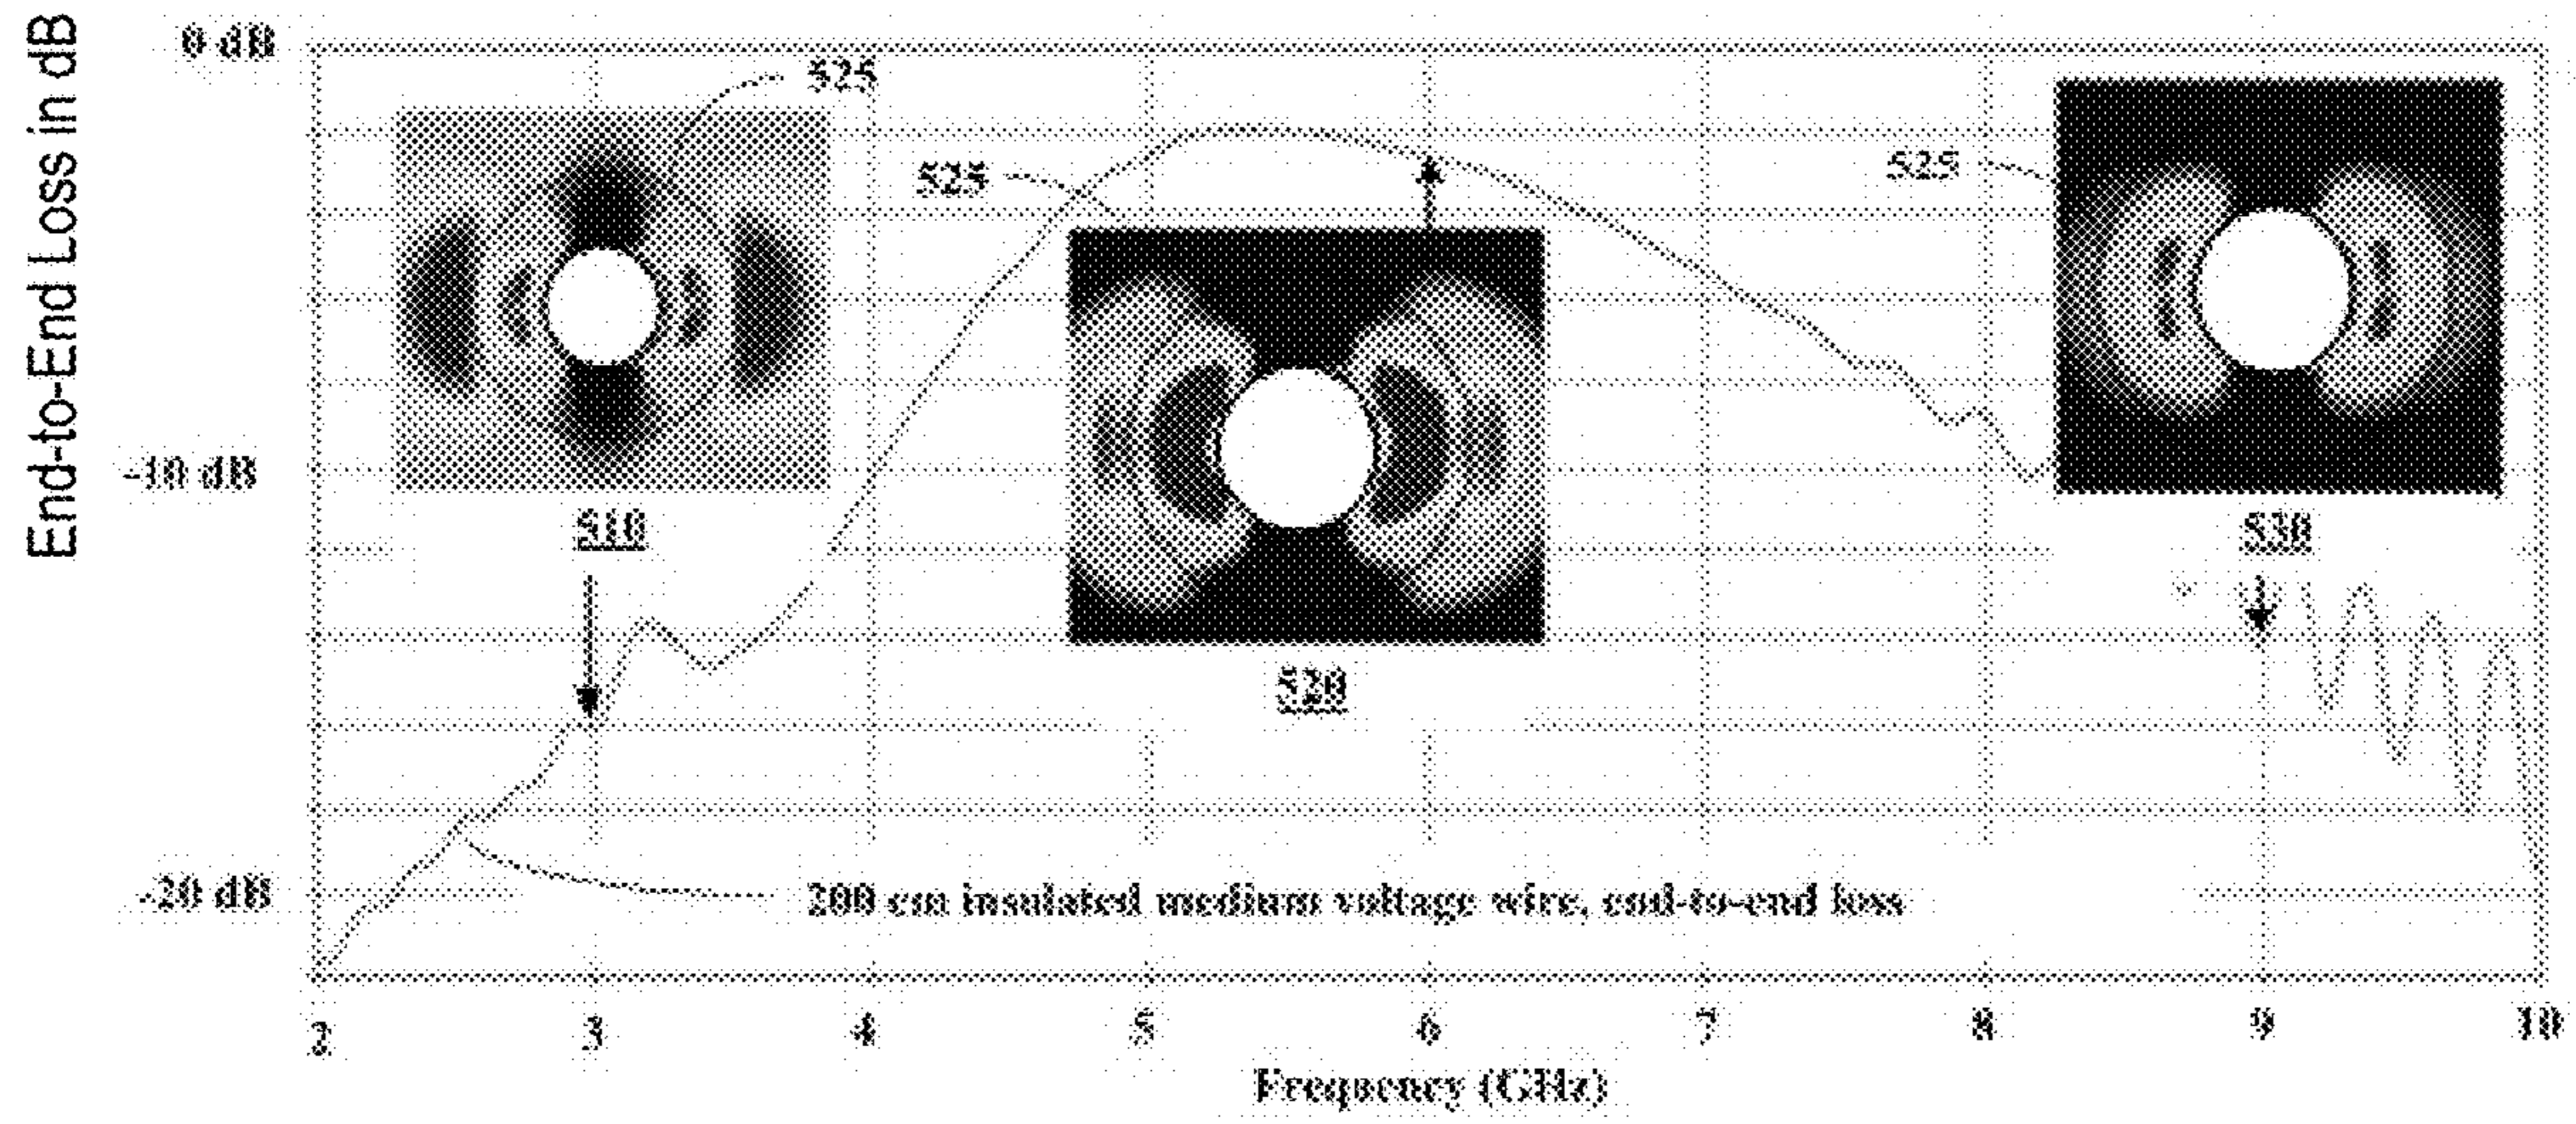 End-to-End Loss in dB
0 dB
-10 dB
-20 dB
525
525
525
510
520
530
200 cm insulated medium voltage wire, end-to-end loss
2 3 4 5 6 7 8 9 10
Frequency (GHz)